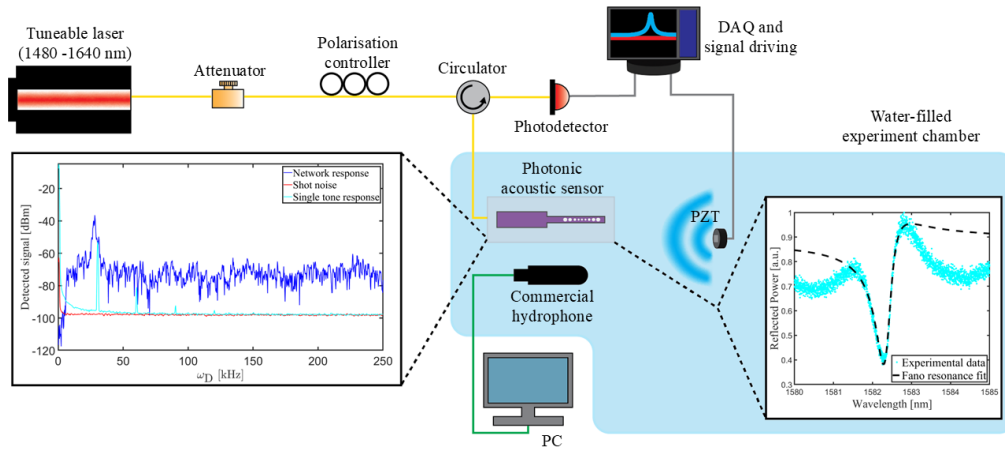 Tuneable laser
(1480 -1640 nm)
Attenuator
Polarisation
controller
Circulator
Photodetector
DAQ and
signal driving
Water-filled
experiment chamber
Photonic
acoustic sensor
PZT
Commercial
hydrophone
PC
Network response
Shot noise
Single tone response
Detected signal [dBm]
-5
-20
-40
-60
-80
-100
-120
0
50
100
150
200
250
ω_D [kHz]
Reflected Power [a.u.]
1
0.9
0.8
0.7
0.6
0.5
0.4
0.3
Experimental data
Fano resonance fit
1580
1581
1582
1583
1584
1585
Wavelength [nm]